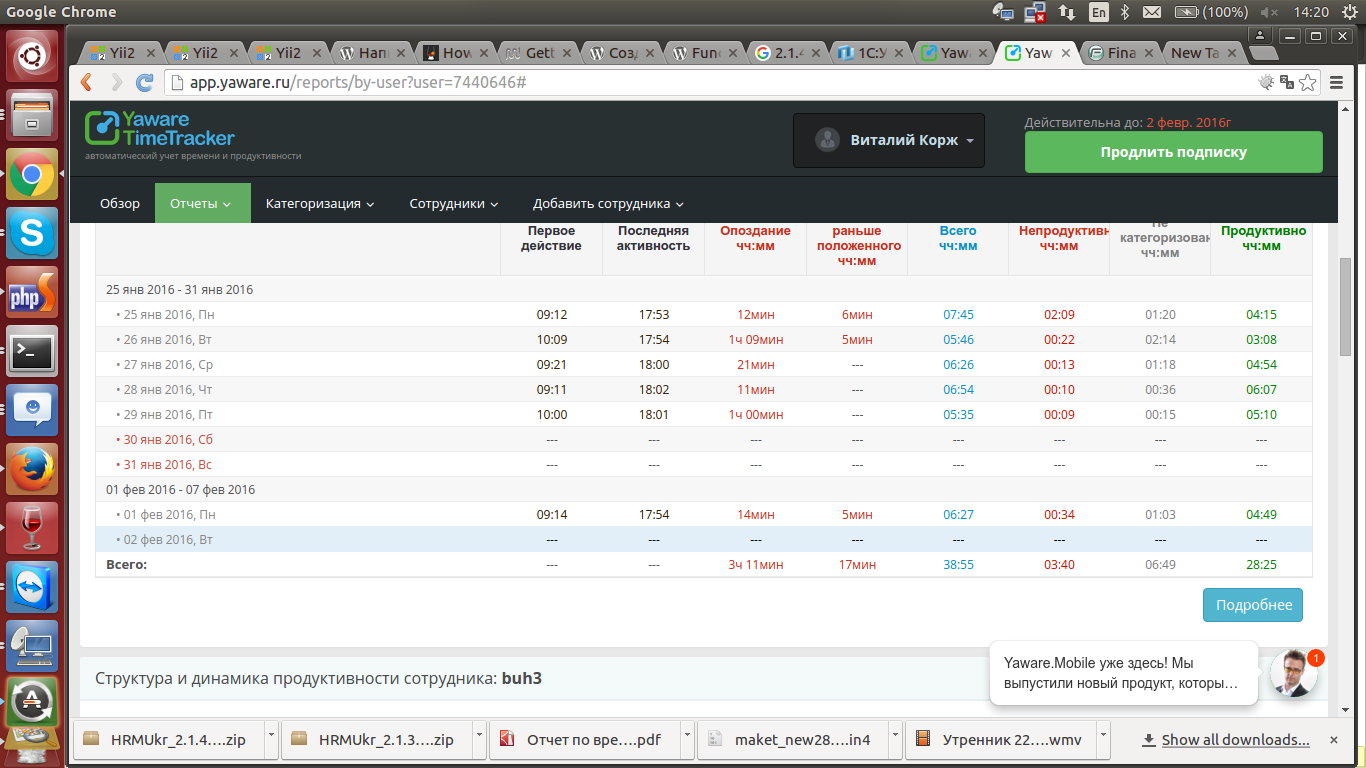 Google Chrome
En
(100%)
14:20
Yii2
Yii2
Yii2
How
Gett
Созд
2.1.4
1С:У
Yaw
Yaw
Fina
New Ta
app.yaware.ru/reports/by-user?user=7440646#
Yaware
TimeTracker
автоматический учет времени и продуктивности
Виталий Корж
Действительна до: 2 февр. 2016г
Продлить подписку
Обзор Отчеты Категоризация Сотрудники Добавить сотрудника
Первое действие
Последняя активность
Опоздание чч:мм
раньше положенного чч:мм
Всего чч:мм
Непродуктивн чч:мм
Не категоризован чч:мм
Продуктивно чч:мм
25 янв 2016 - 31 янв 2016
• 25 янв 2016, Пн 09:12 17:53 12мин 6мин 07:45 02:09 01:20 04:15
• 26 янв 2016, Вт 10:09 17:54 1ч 09мин 5мин 05:46 00:22 02:14 03:08
• 27 янв 2016, Ср 09:21 18:00 21мин --- 06:26 00:13 01:18 04:54
• 28 янв 2016, Чт 09:11 18:02 11мин --- 06:54 00:10 00:36 06:07
• 29 янв 2016, Пт 10:00 18:01 1ч 00мин --- 05:35 00:09 00:15 05:10
• 30 янв 2016, Сб --- --- --- --- --- --- --- ---
• 31 янв 2016, Вс --- --- --- --- --- --- --- ---
01 фев 2016 - 07 фев 2016
• 01 фев 2016, Пн 09:14 17:54 14мин 5мин 06:27 00:34 01:03 04:49
• 02 фев 2016, Вт --- --- --- --- --- --- --- ---
Всего: --- --- 3ч 11мин 17мин 38:55 03:40 06:49 28:25
Подробнее
Yaware.Mobile уже здесь! Мы
выпустили новый продукт, которы…
1
Структура и динамика продуктивности сотрудника: buh3
HRMUkr_2.1.4....zip
HRMUkr_2.1.3....zip
Отчет по вре....pdf
maket_new28....in4
Утренник 22....wmv
Show all downloads...
php